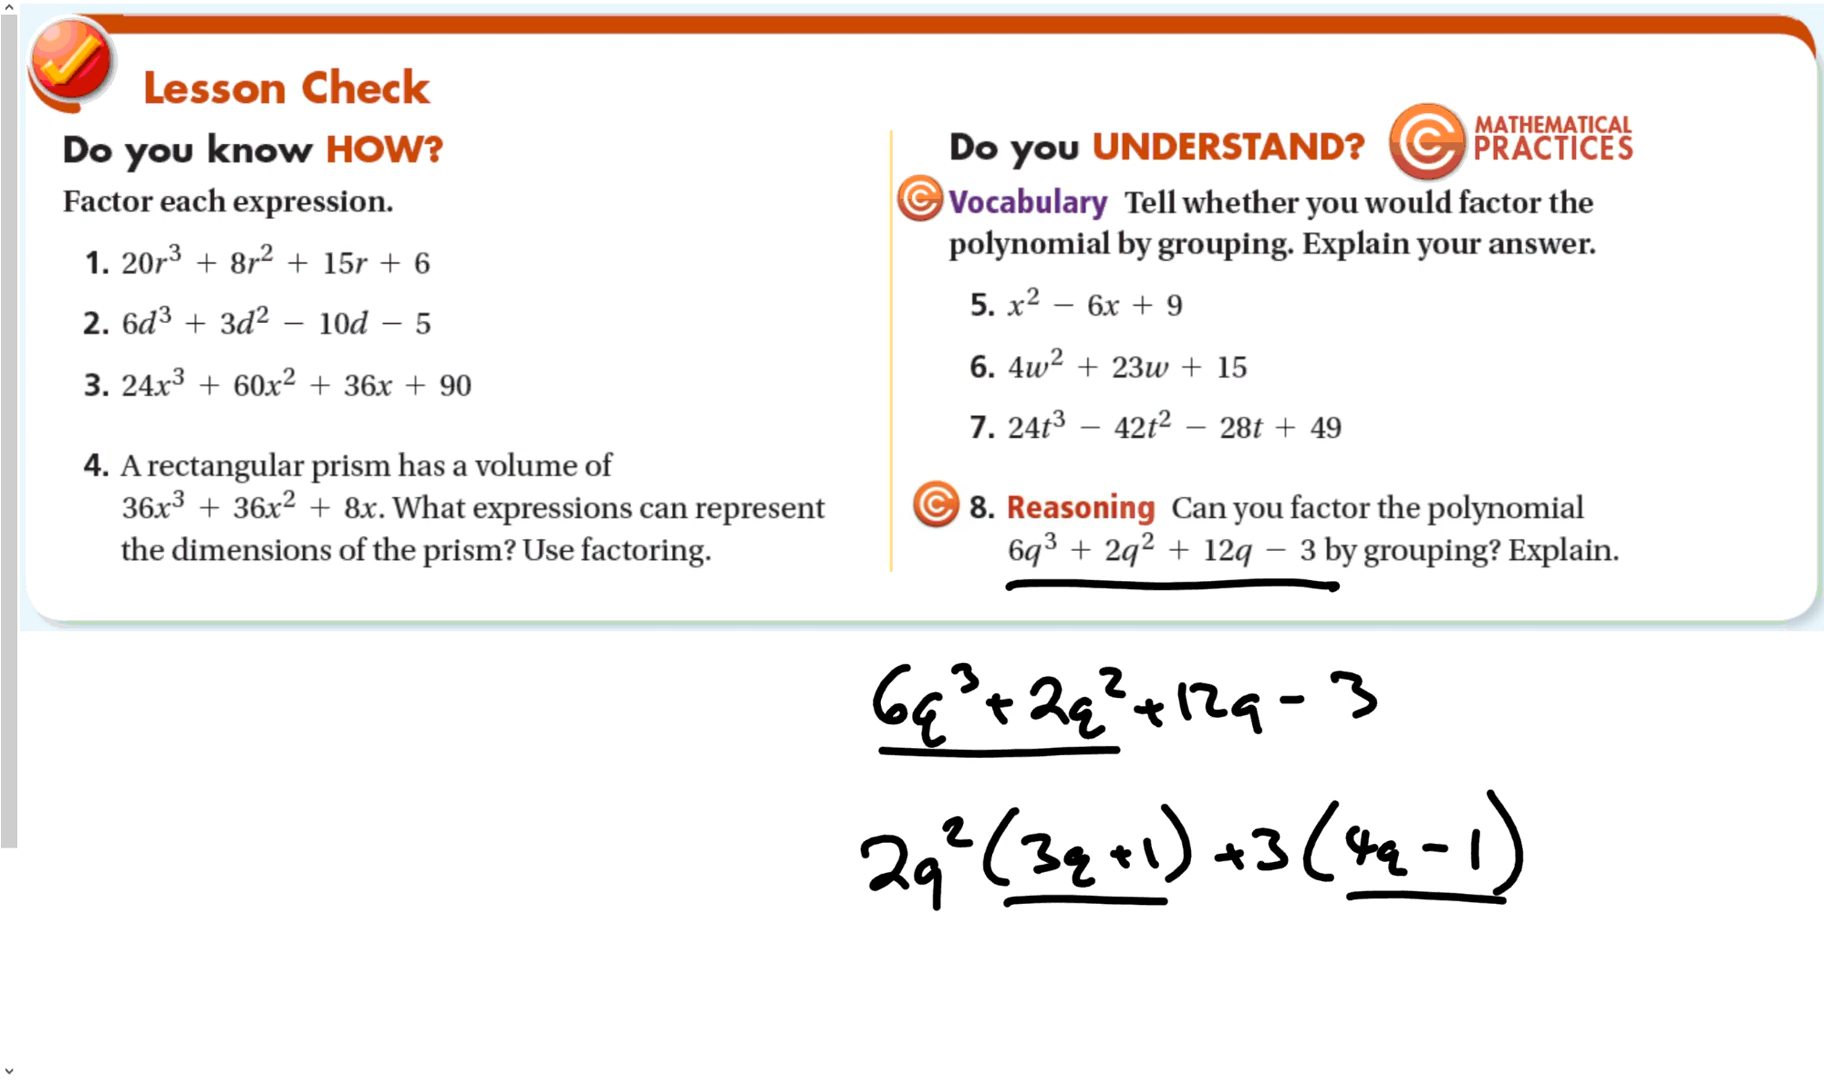 Lesson Check
Do you know HOW?
Factor each expression.
1. 20r³ + 8r² + 15r + 6
2. 6d³ + 3d² − 10d − 5
3. 24x³ + 60x² + 36x + 90
4. A rectangular prism has a volume of
36x³ + 36x² + 8x. What expressions can represent
the dimensions of the prism? Use factoring.
Do you UNDERSTAND?
MATHEMATICAL
PRACTICES
Vocabulary Tell whether you would factor the
polynomial by grouping. Explain your answer.
5. x² − 6x + 9
6. 4w² + 23w + 15
7. 24t³ − 42t² − 28t + 49
8. Reasoning Can you factor the polynomial
6q³ + 2q² + 12q − 3 by grouping? Explain.
6q³+2q²+12q-3
2q²(3q+1)+3(4q-1)